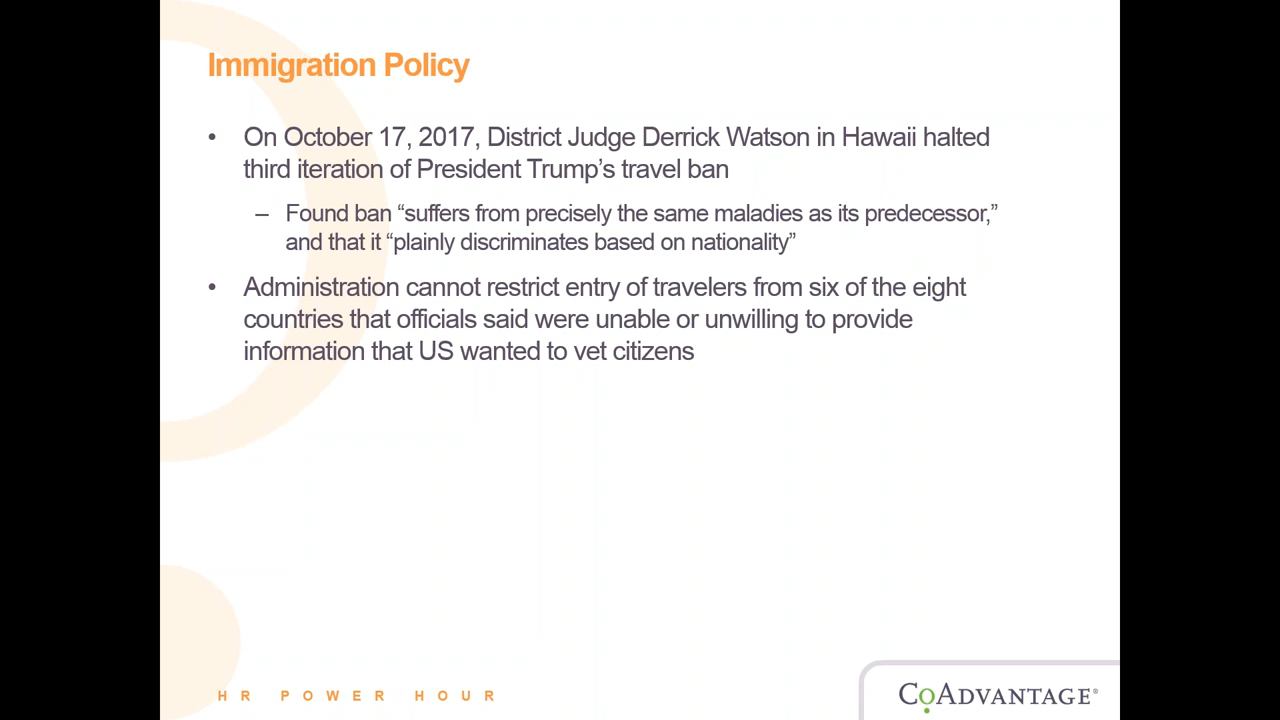 Immigration Policy
• On October 17, 2017, District Judge Derrick Watson in Hawaii halted
third iteration of President Trump’s travel ban
– Found ban “suffers from precisely the same maladies as its predecessor,”
and that it “plainly discriminates based on nationality”
• Administration cannot restrict entry of travelers from six of the eight
countries that officials said were unable or unwilling to provide
information that US wanted to vet citizens
HR POWER HOUR
COADVANTAGE®